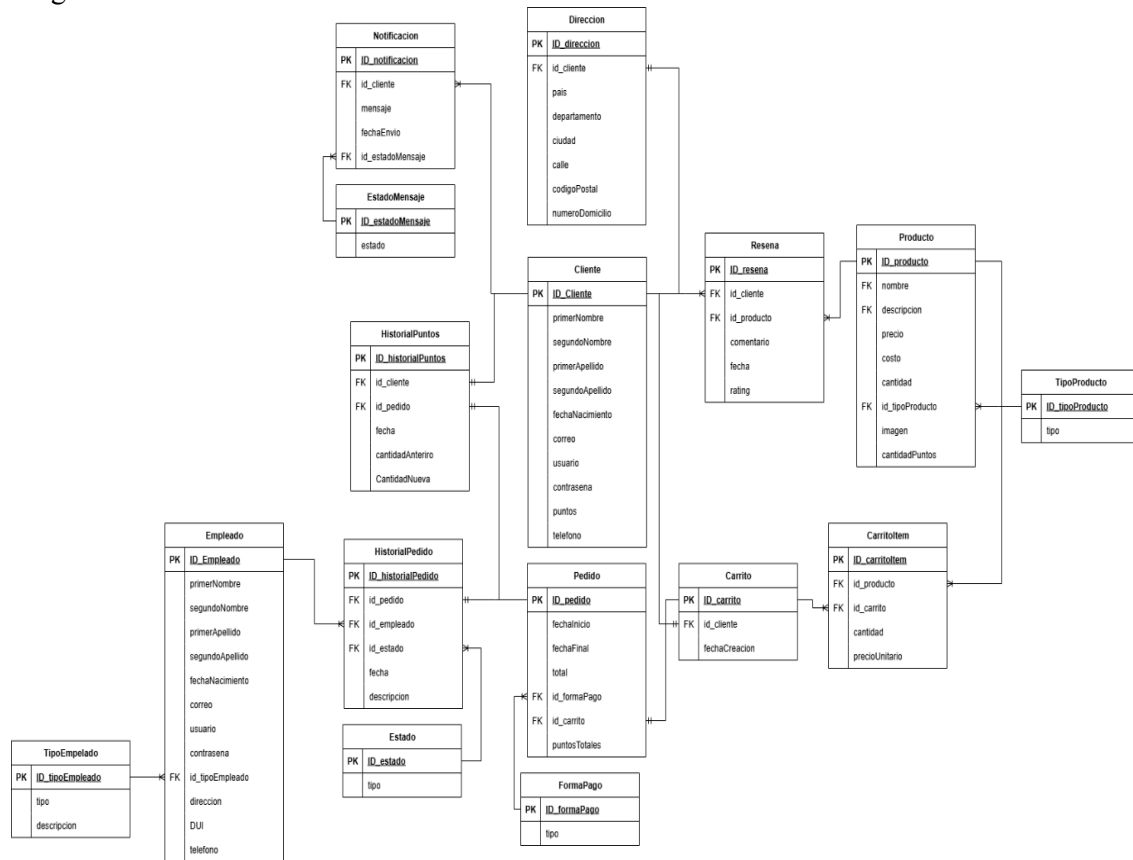 Notificacion
PK ID_notificacion
FK id_cliente
mensaje
fechaEnvio
FK id_estadoMensaje
EstadoMensaje
PK ID_estadoMensaje
estado
Direccion
PK ID_direccion
FK id_cliente
pais
departamento
ciudad
calle
codigoPostal
numeroDomicilio
Cliente
PK ID_Cliente
primerNombre
segundoNombre
primerApellido
segundoApellido
fechaNacimiento
correo
usuario
contrasena
puntos
telefono
Resena
PK ID_resena
FK id_cliente
FK id_producto
comentario
fecha
rating
Producto
PK ID_producto
FK nombre
FK descripcion
precio
costo
cantidad
FK id_tipoProducto
imagen
cantidadPuntos
TipoProducto
PK ID_tipoProducto
tipo
HistorialPuntos
PK ID_historialPuntos
FK id_cliente
FK id_pedido
fecha
cantidadAnteriro
CantidadNueva
Empleado
PK ID_Empleado
primerNombre
segundoNombre
primerApellido
segundoApellido
fechaNacimiento
correo
usuario
contrasena
FK id_tipoEmpleado
direccion
DUI
telefono
TipoEmpelado
PK ID_tipoEmpleado
tipo
descripcion
HistorialPedido
PK ID_historialPedido
FK id_pedido
FK id_empleado
FK id_estado
fecha
descripcion
Estado
PK ID_estado
tipo
Pedido
PK ID_pedido
fechaInicio
fechaFinal
total
FK id_formaPago
FK id_carrito
puntosTotales
FormaPago
PK ID_formaPago
tipo
Carrito
PK ID_carrito
FK id_cliente
fechaCreacion
CarritoItem
PK ID_carritoItem
FK id_producto
FK id_carrito
cantidad
precioUnitario